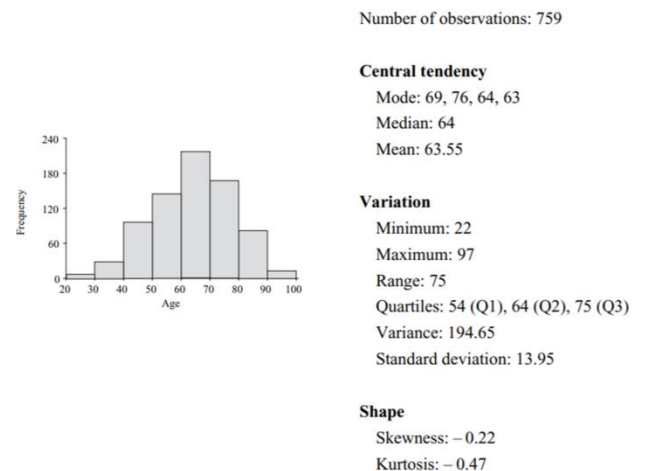 Number of observations: 759
Central tendency
Mode: 69, 76, 64, 63
Median: 64
Mean: 63.55
Variation
Minimum: 22
Maximum: 97
Range: 75
Quartiles: 54 (Q1), 64 (Q2), 75 (Q3)
Variance: 194.65
Standard deviation: 13.95
Shape
Skewness: – 0.22
Kurtosis: – 0.47
Frequency
240
180
120
60
0
20 30 40 50 60 70 80 90 100
Age